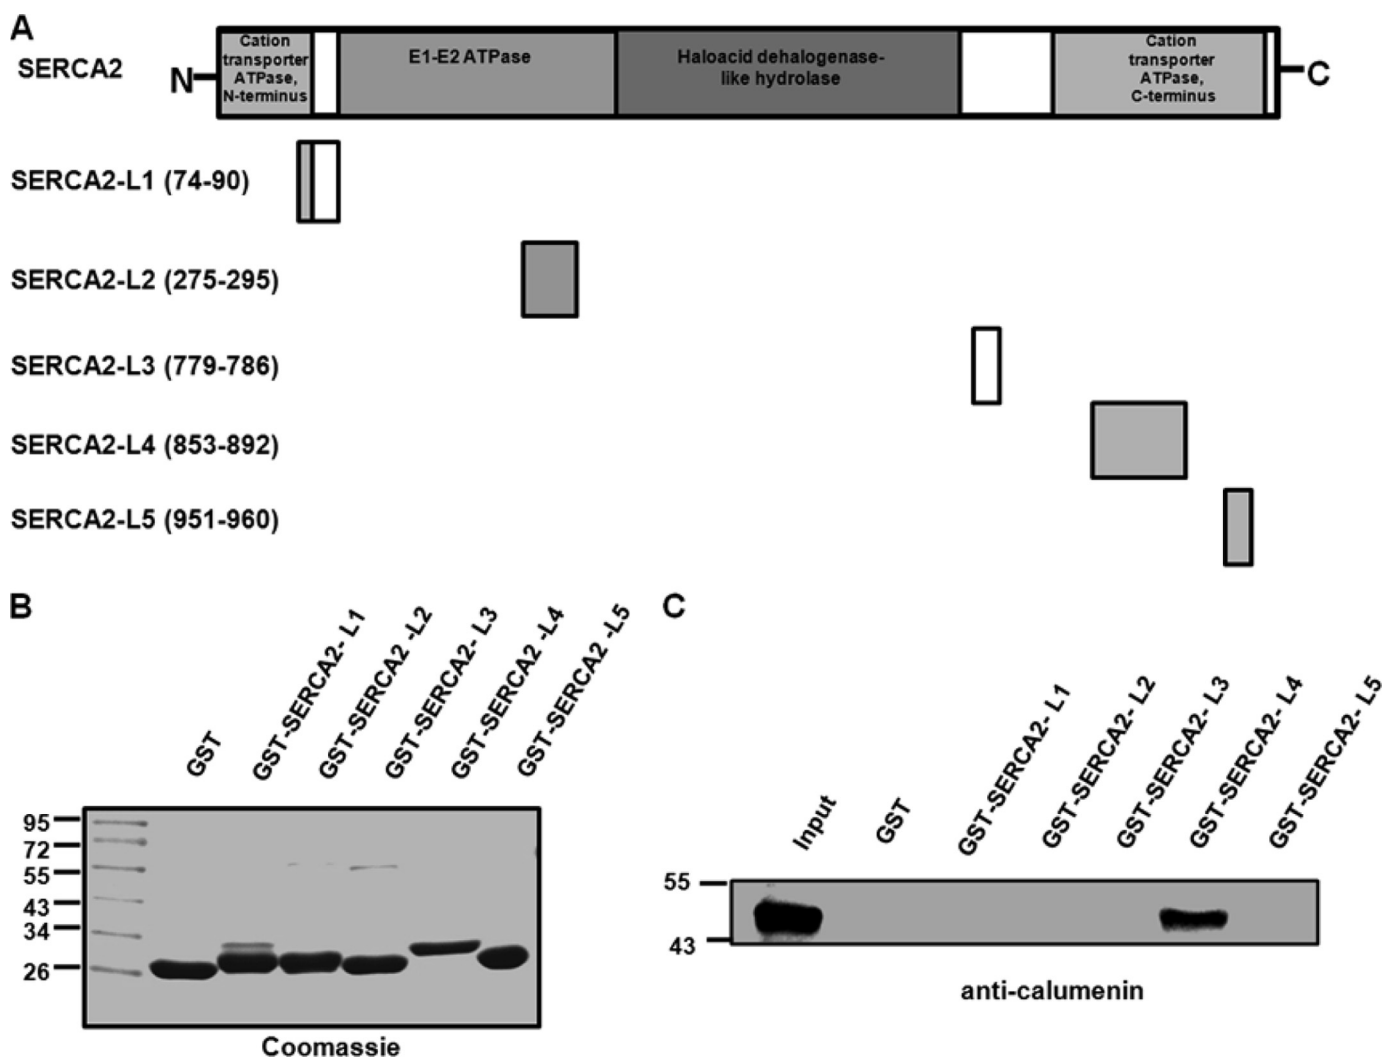 A
SERCA2
N
Cation
transporter
ATPase,
N-terminus
E1-E2 ATPase
Haloacid dehalogenase-
like hydrolase
Cation
transporter
ATPase,
C-terminus
C
SERCA2-L1 (74-90)
SERCA2-L2 (275-295)
SERCA2-L3 (779-786)
SERCA2-L4 (853-892)
SERCA2-L5 (951-960)
B
GST
GST-SERCA2- L1
GST-SERCA2 -L2
GST-SERCA2- L3
GST-SERCA2 -L4
GST-SERCA2 -L5
95
72
55
43
34
26
Coomassie
C
Input
GST
GST-SERCA2- L1
GST-SERCA2- L2
GST-SERCA2- L3
GST-SERCA2- L4
GST-SERCA2- L5
55
43
anti-calumenin